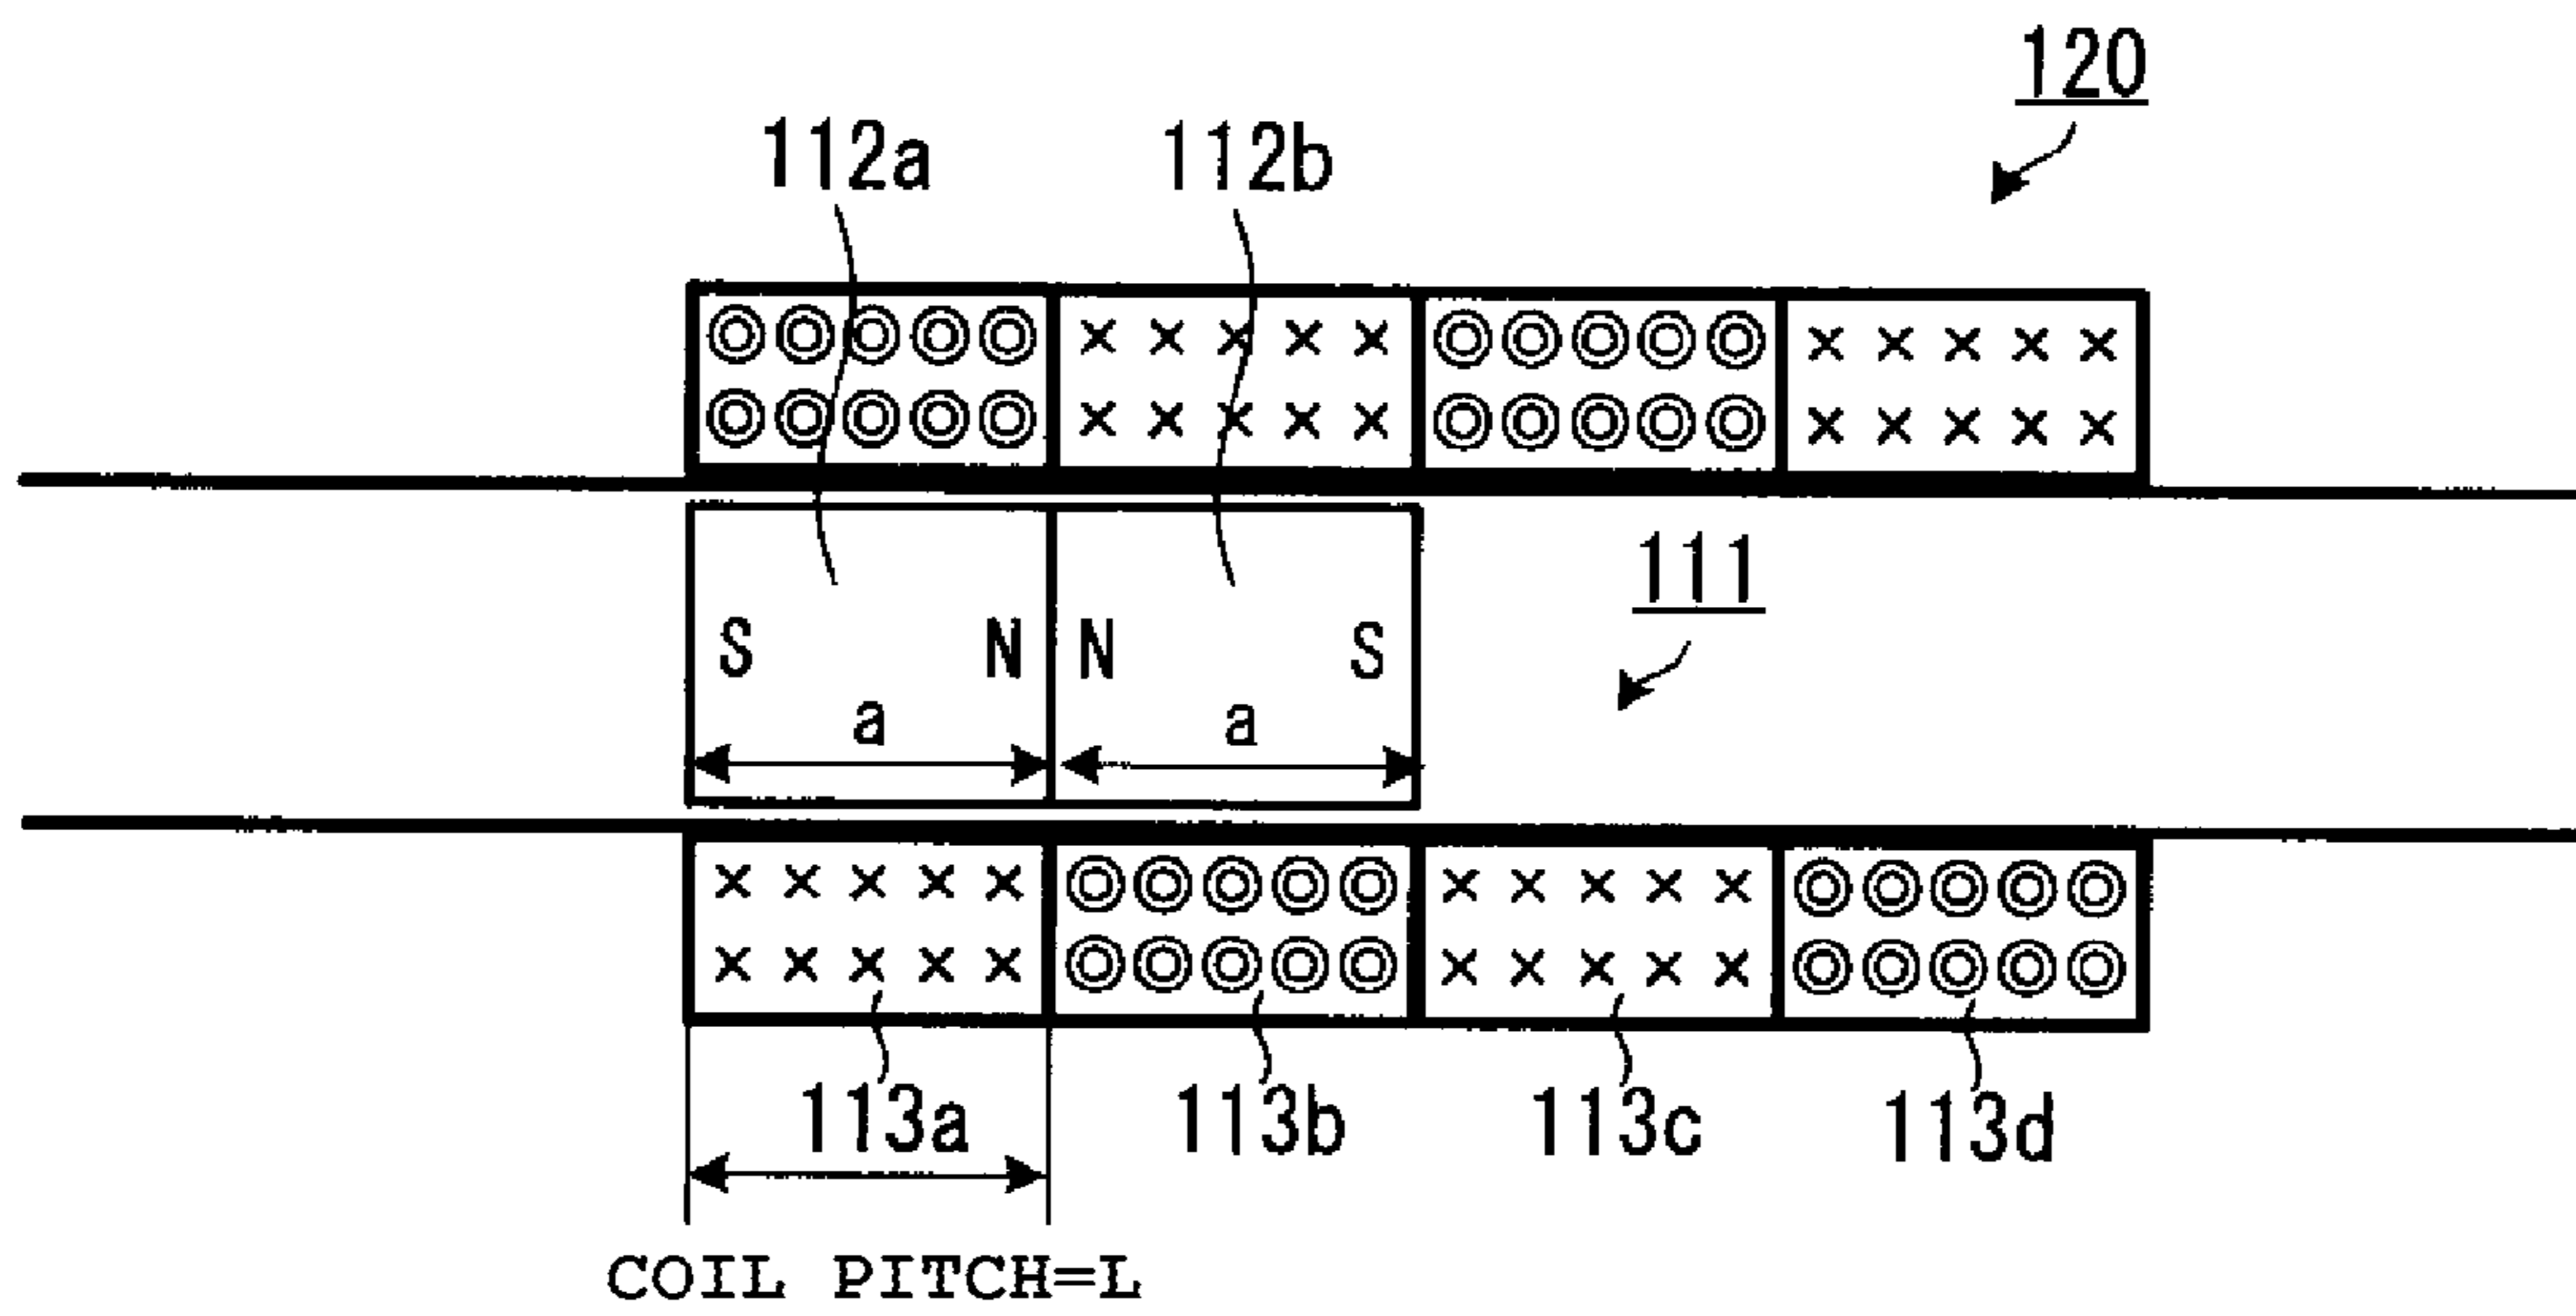 120
112a 112b
111
S N N S
a a
113a 113b 113c 113d
COIL PITCH=L